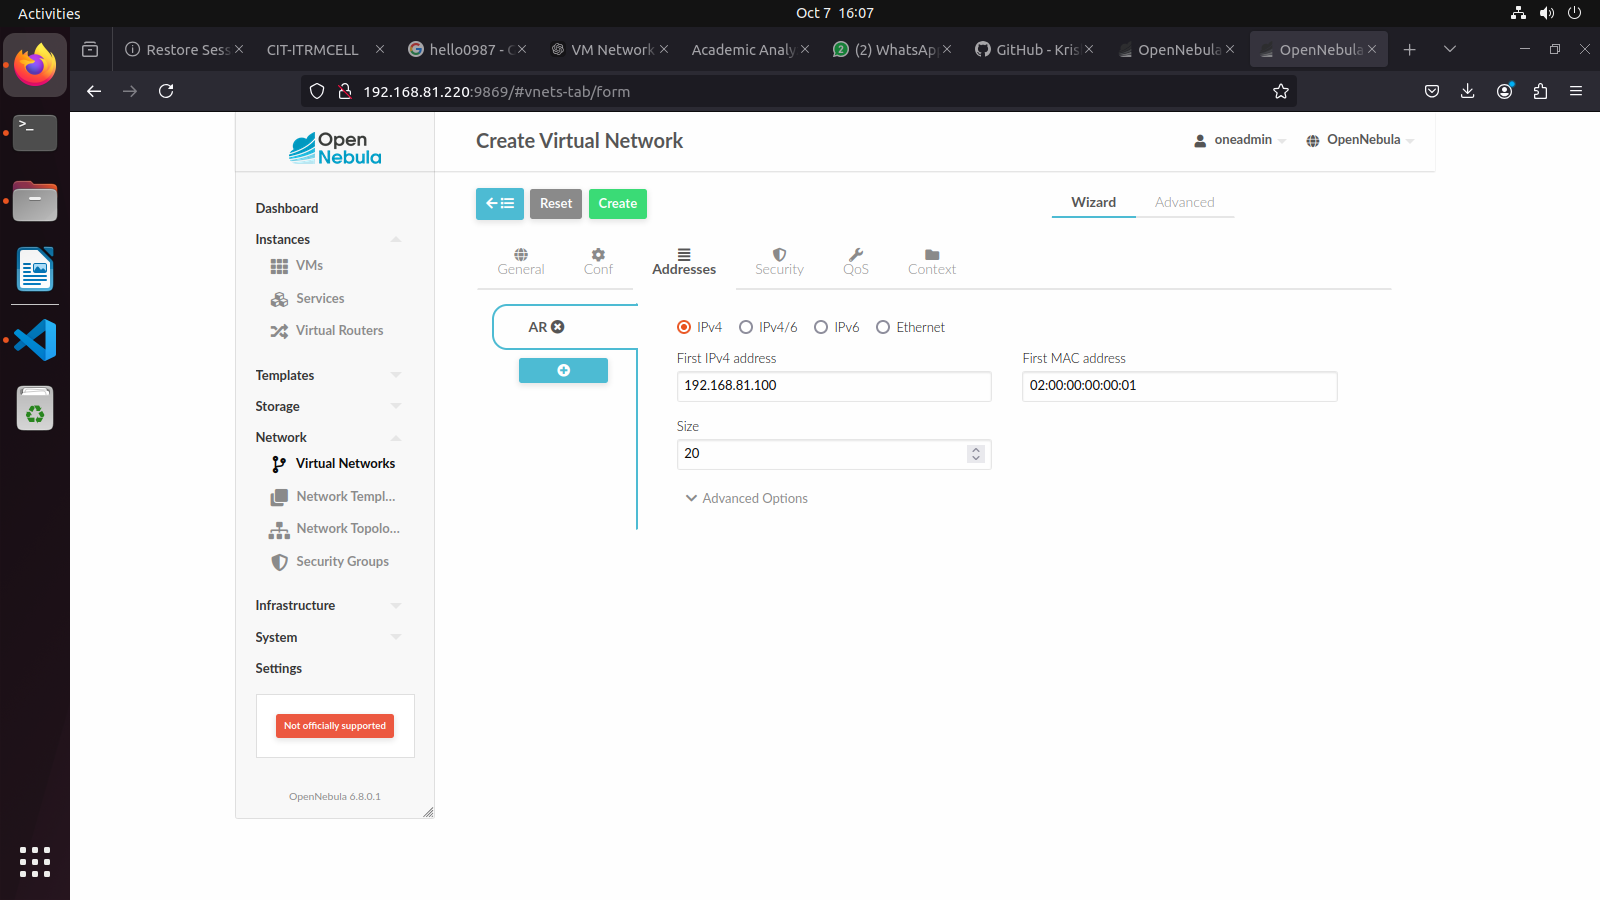 Activities
Oct 7 16:07
Restore Sess
CIT-ITRMCELL
hello0987 - G
VM Network
Academic Analy
(2) WhatsApp
GitHub - Kris
OpenNebula
OpenNebula
192.168.81.220:9869/#vnets-tab/form
Open
Nebula
Create Virtual Network
oneadmin
OpenNebula
Reset
Create
Wizard
Advanced
Dashboard
Instances
VMs
Services
Virtual Routers
Templates
Storage
Network
Virtual Networks
Network Templ...
Network Topolo...
Security Groups
Infrastructure
System
Settings
Not officially supported
OpenNebula 6.8.0.1
General
Conf
Addresses
Security
QoS
Context
AR
IPv4
IPv4/6
IPv6
Ethernet
First IPv4 address
First MAC address
192.168.81.100
02:00:00:00:00:01
Size
20
Advanced Options